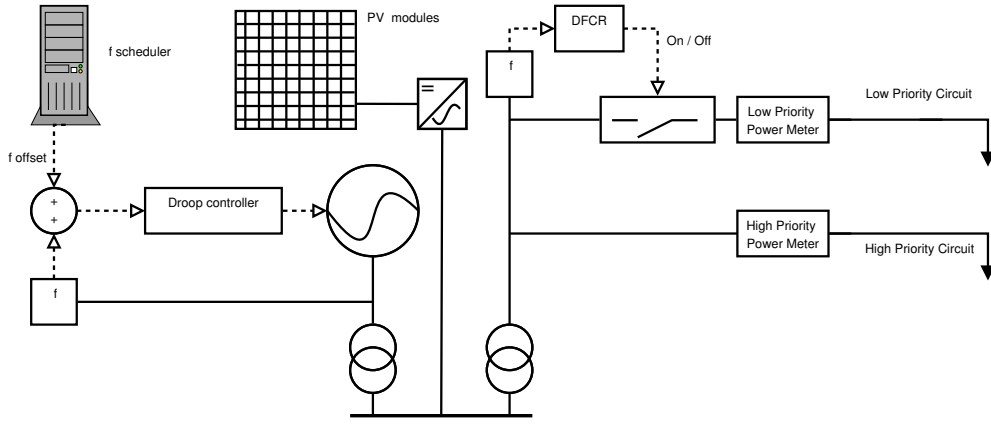 f scheduler
PV modules
DFCR
On / Off
f
Low Priority Circuit
Low Priority
Power Meter
f offset
+
+
Droop controller
High Priority
Power Meter
High Priority Circuit
f